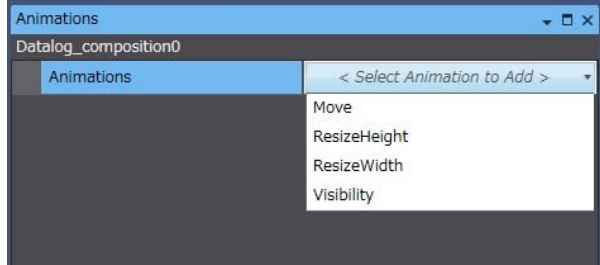 Animations
Datalog_composition0
Animations < Select Animation to Add >
Move
ResizeHeight
ResizeWidth
Visibility